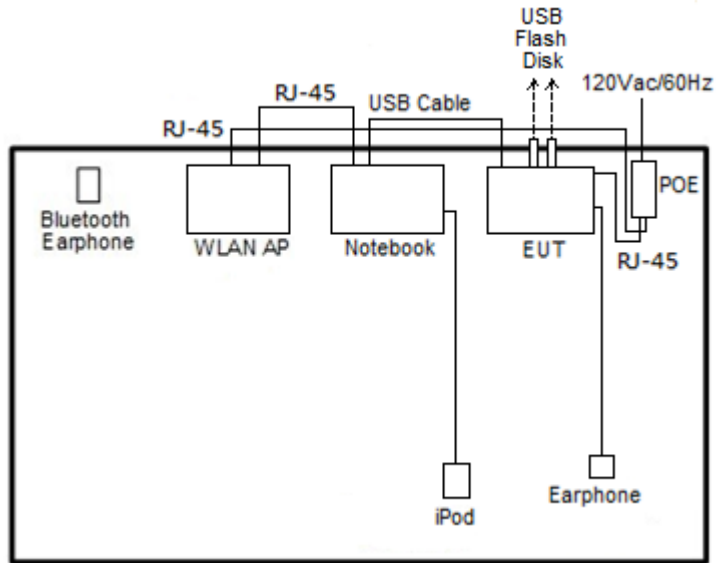 USB
Flash
Disk
120Vac/60Hz
RJ-45
USB Cable
RJ-45
POE
Bluetooth
Earphone
WLAN AP
Notebook
EUT
RJ-45
iPod
Earphone